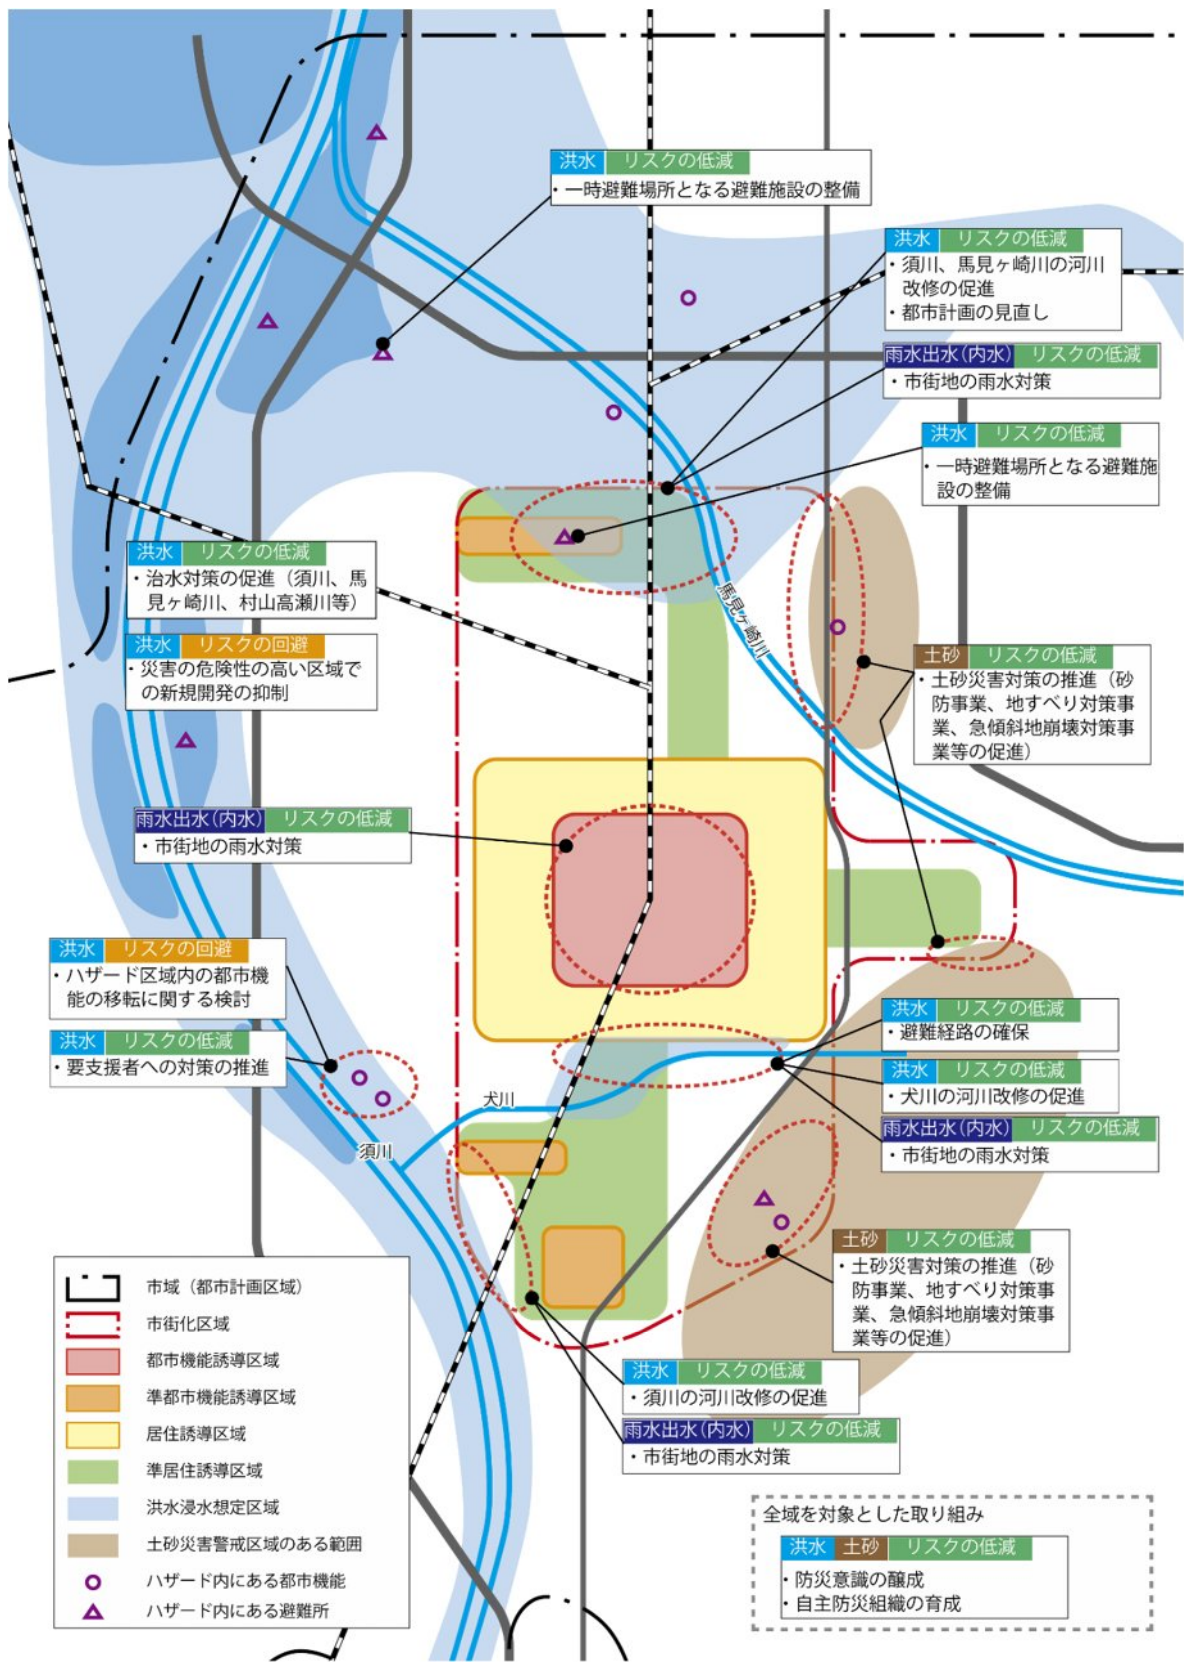 洪水 リスクの低減
・一時避難場所となる避難施設の整備
洪水 リスクの低減
・須川、馬見ヶ崎川の河川
改修の促進
・都市計画の見直し
雨水出水(内水) リスクの低減
・市街地の雨水対策
洪水 リスクの低減
・一時避難場所となる避難施
設の整備
洪水 リスクの低減
・治水対策の促進（須川、馬
見ヶ崎川、村山高瀬川等）
馬見ヶ崎川
洪水 リスクの回避
・災害の危険性の高い区域で
の新規開発の抑制
土砂 リスクの低減
・土砂災害対策の推進（砂
防事業、地すべり対策事
業、急傾斜地崩壊対策事
業等の促進）
雨水出水(内水) リスクの低減
・市街地の雨水対策
洪水 リスクの回避
・ハザード区域内の都市機
能の移転に関する検討
洪水 リスクの低減
・要支援者への対策の推進
洪水 リスクの低減
・避難経路の確保
洪水 リスクの低減
・犬川の河川改修の促進
雨水出水(内水) リスクの低減
・市街地の雨水対策
犬川
須川
土砂 リスクの低減
・土砂災害対策の推進（砂
防事業、地すべり対策事
業、急傾斜地崩壊対策事
業等の促進）
洪水 リスクの低減
・須川の河川改修の促進
雨水出水(内水) リスクの低減
・市街地の雨水対策
市域（都市計画区域）
市街化区域
都市機能誘導区域
準都市機能誘導区域
居住誘導区域
準居住誘導区域
洪水浸水想定区域
土砂災害警戒区域のある範囲
ハザード内にある都市機能
ハザード内にある避難所
全域を対象とした取り組み
洪水 土砂 リスクの低減
・防災意識の醸成
・自主防災組織の育成